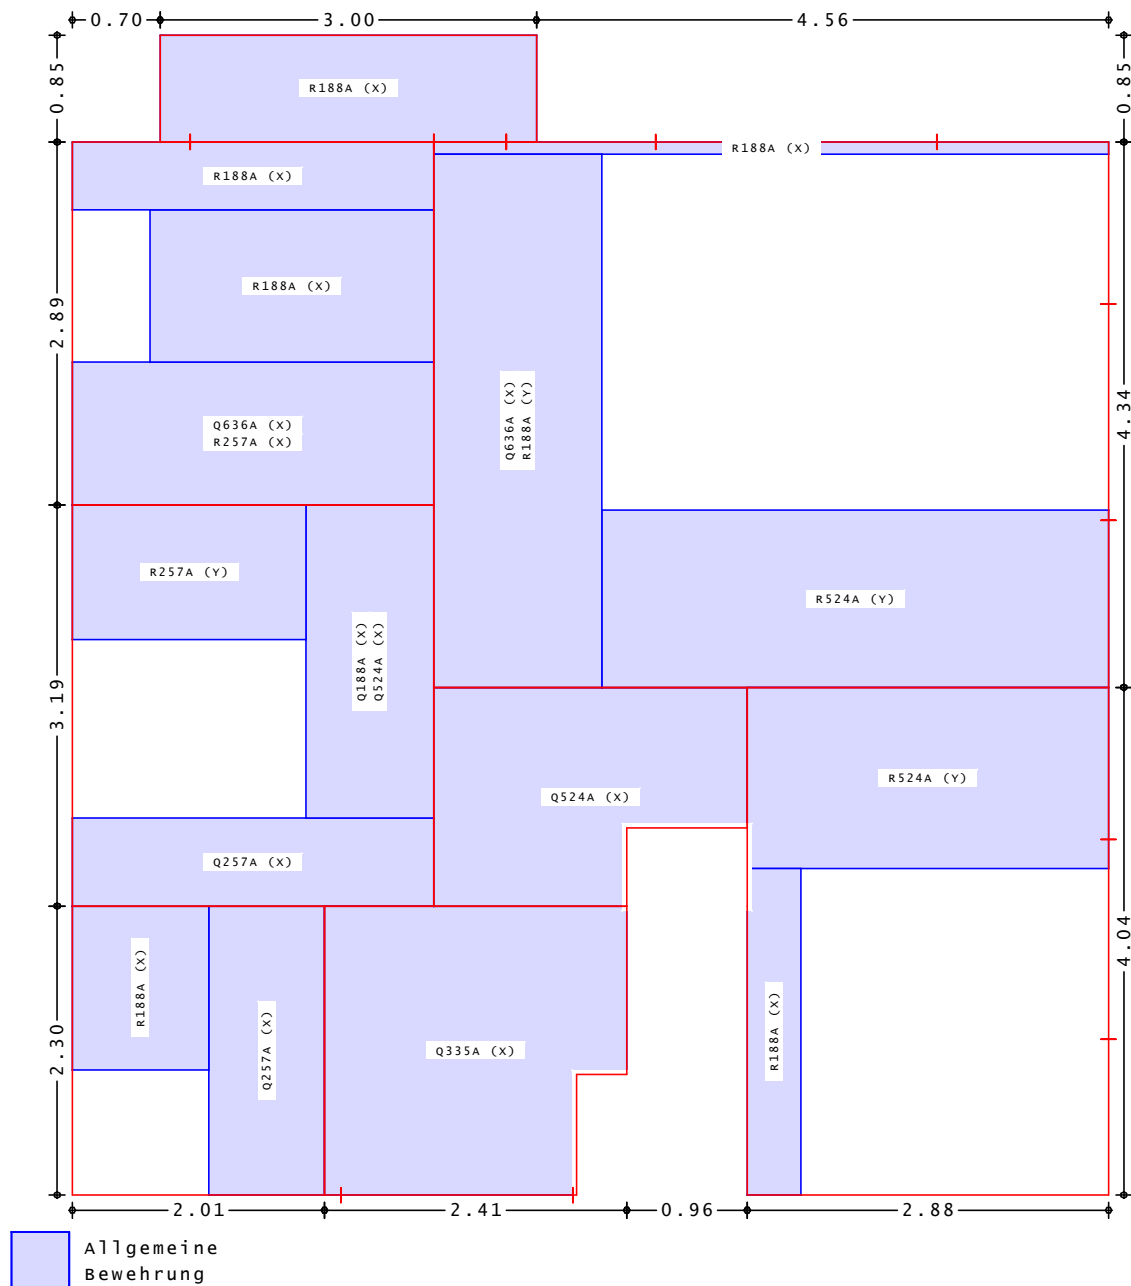 0.70 3.00 4.56
0.85
0.85
R188A (X)
R188A (X)
R188A (X)
R188A (X)
2.89
Q636A (X)
R257A (X)
Q636A (X)
R188A (Y)
4.34
R257A (Y)
R524A (Y)
Q188A (X)
Q524A (X)
3.19
Q524A (X)
R524A (Y)
Q257A (X)
R188A (X)
Q257A (X)
Q335A (X)
R188A (X)
4.04
2.30
2.01 2.41 0.96 2.88
Allgemeine
Bewehrung